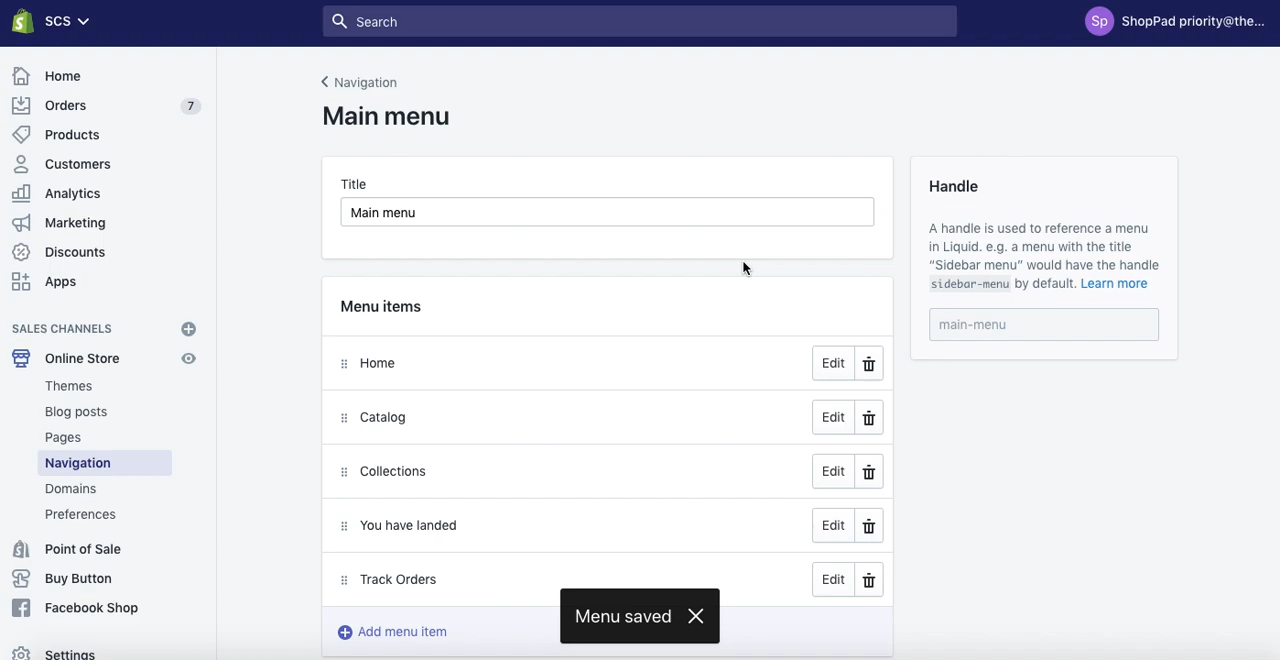 SCS
Search
Sp ShopPad priority@the...
Home
Orders 7
Products
Customers
Analytics
Marketing
Discounts
Apps
SALES CHANNELS
Online Store
Themes
Blog posts
Pages
Navigation
Domains
Preferences
Point of Sale
Buy Button
Facebook Shop
Settings
Navigation
Main menu
Title
Main menu
Menu items
Home Edit
Catalog Edit
Collections Edit
You have landed Edit
Track Orders Edit
Add menu item
Menu saved
Handle
A handle is used to reference a menu
in Liquid. e.g. a menu with the title
“Sidebar menu” would have the handle
sidebar-menu by default. Learn more
main-menu